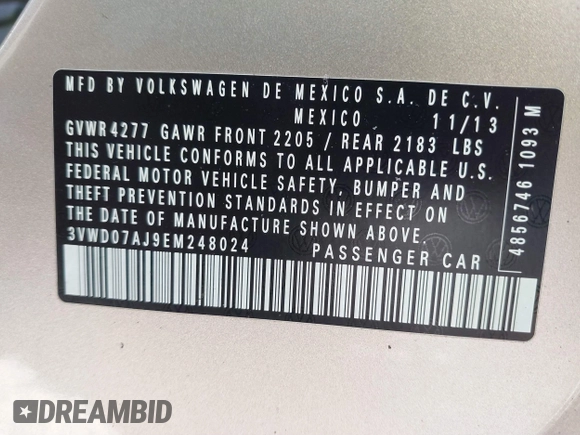 MFD BY VOLKSWAGEN DE MEXICO S.A. DE C.V.
MEXICO 11/13
GVWR 4277 GAWR FRONT 2205 / REAR 2183 LBS
THIS VEHICLE CONFORMS TO ALL APPLICABLE U.S.
FEDERAL MOTOR VEHICLE SAFETY, BUMPER AND
THEFT PREVENTION STANDARDS IN EFFECT ON
THE DATE OF MANUFACTURE SHOWN ABOVE.
3VWD07AJ9EM248024 PASSENGER CAR
4856746 1093 M
DREAMBID